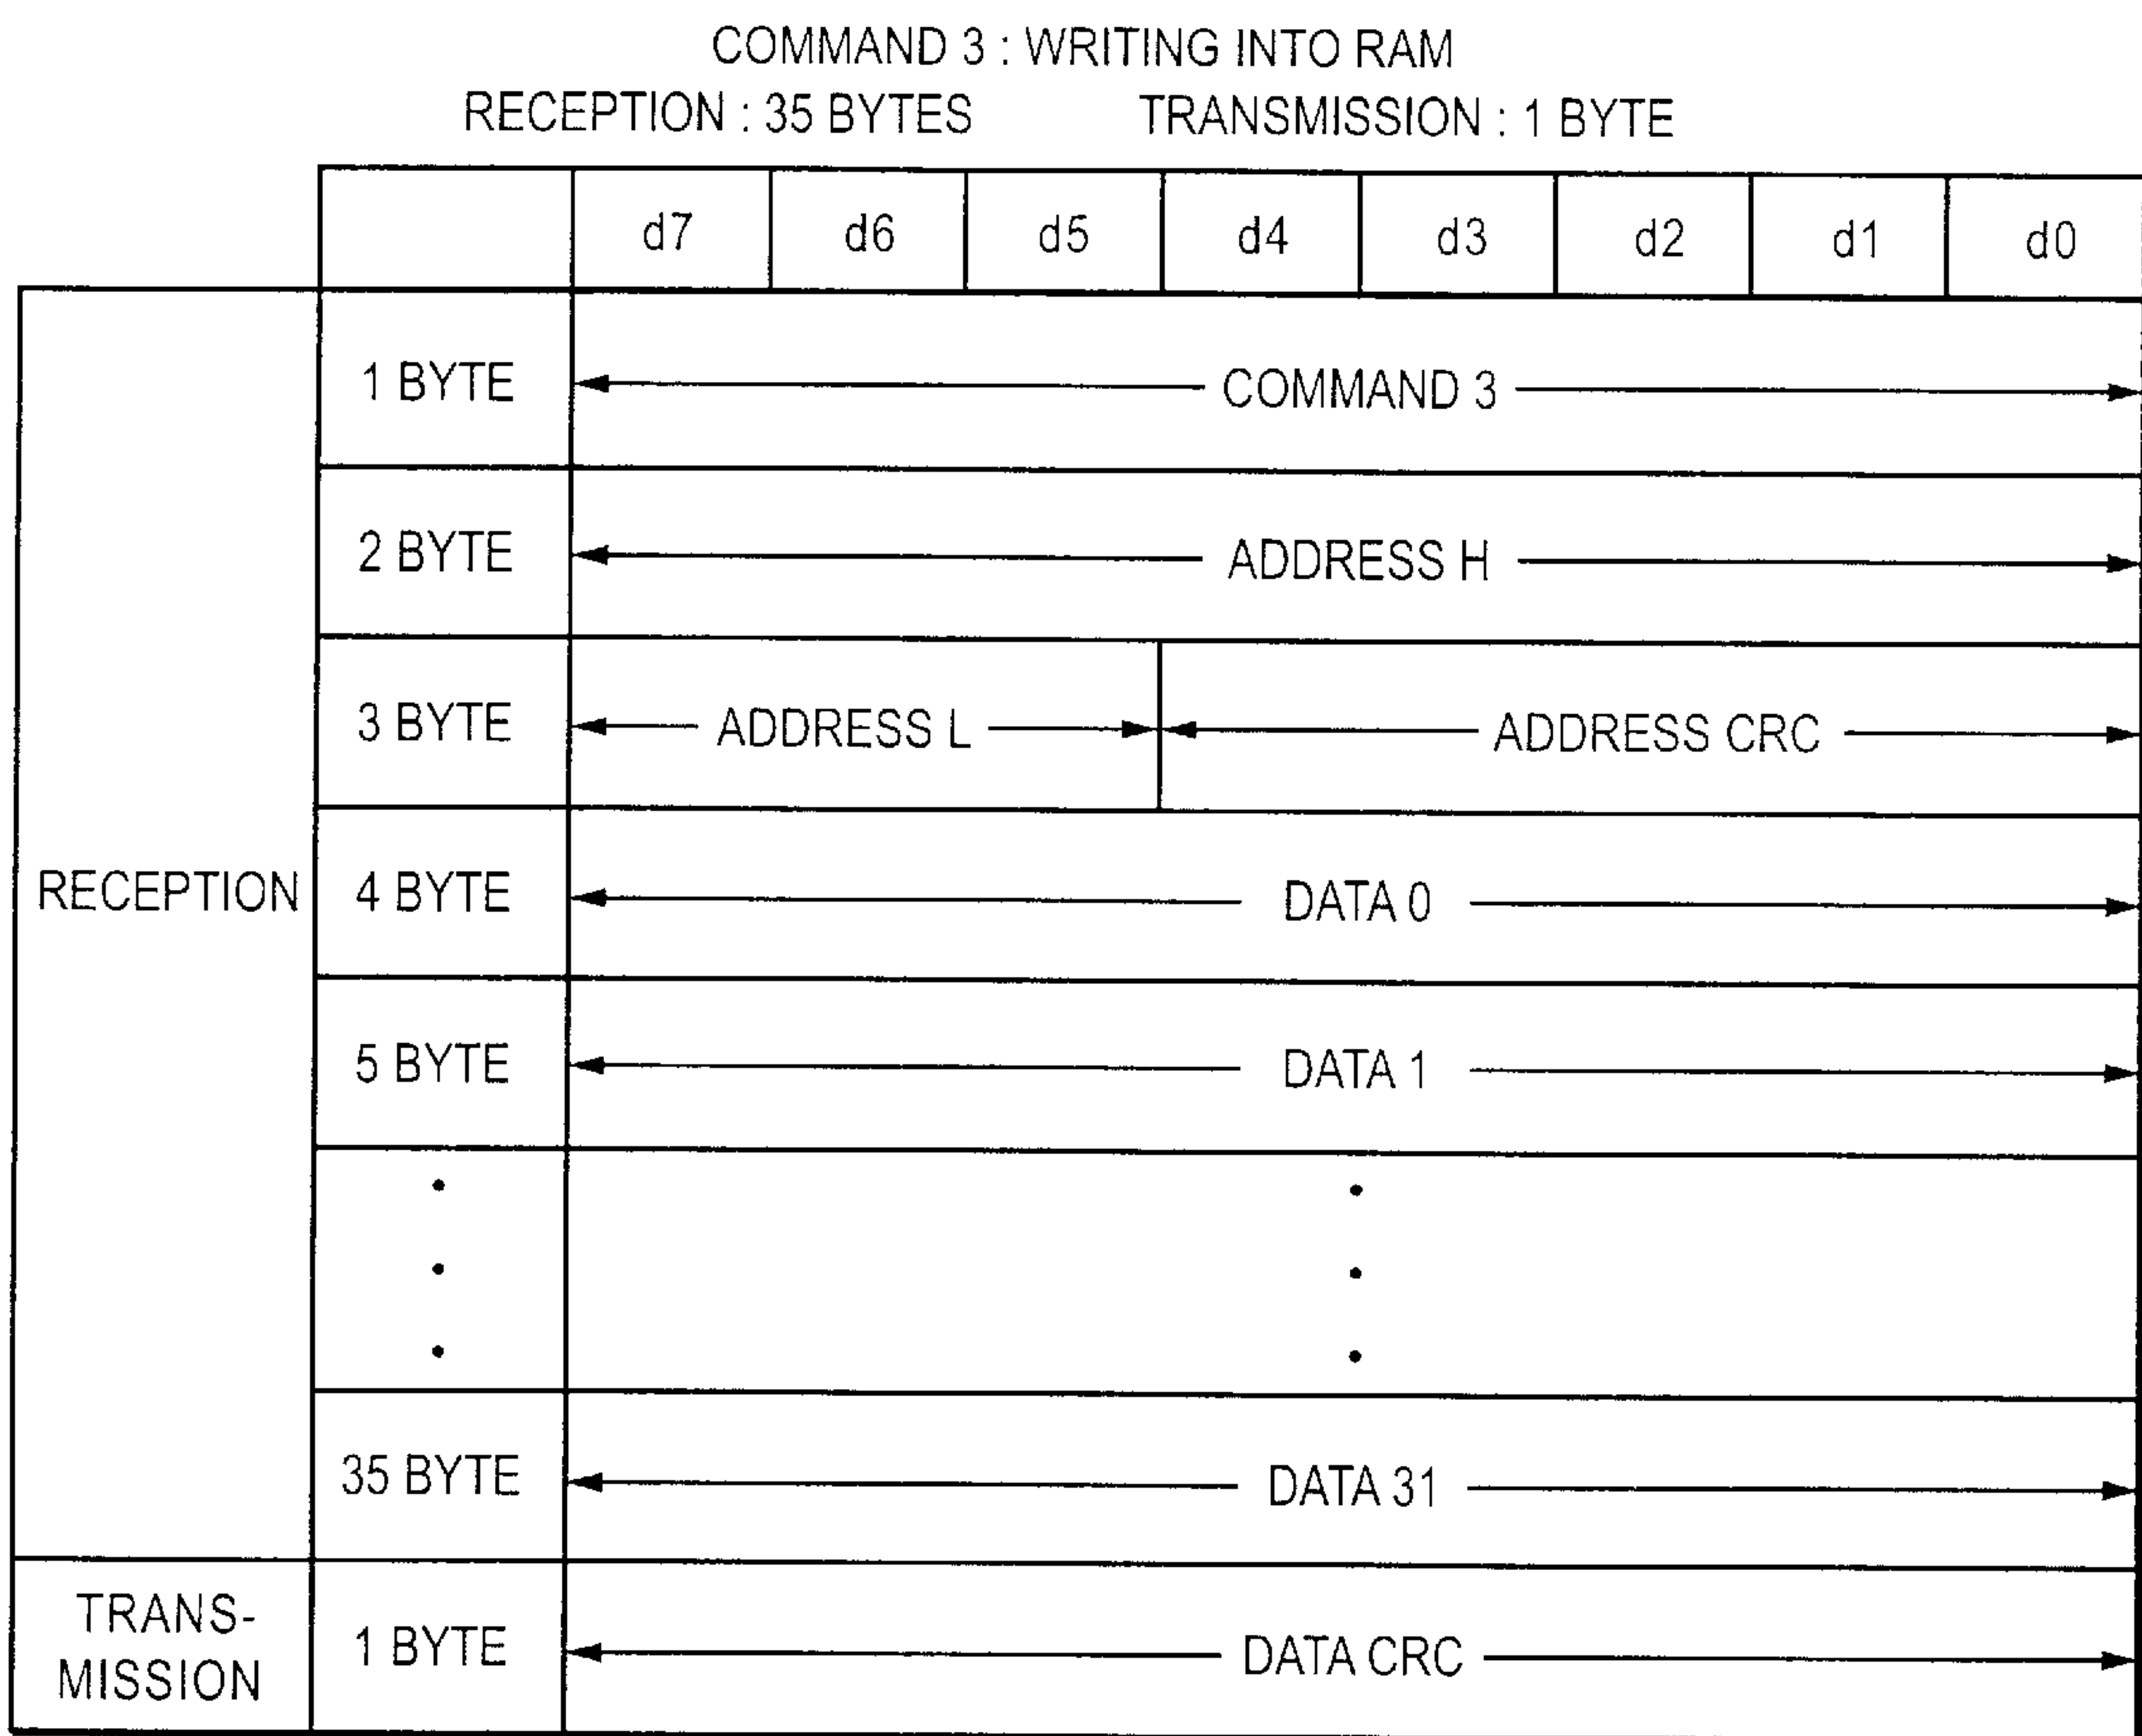 COMMAND 3 : WRITING INTO RAM
RECEPTION : 35 BYTES TRANSMISSION : 1 BYTE
d7 d6 d5 d4 d3 d2 d1 d0
1 BYTE COMMAND 3
2 BYTE ADDRESS H
3 BYTE ADDRESS L ADDRESS CRC
RECEPTION 4 BYTE DATA 0
5 BYTE DATA 1
35 BYTE DATA 31
TRANS-
MISSION 1 BYTE DATA CRC